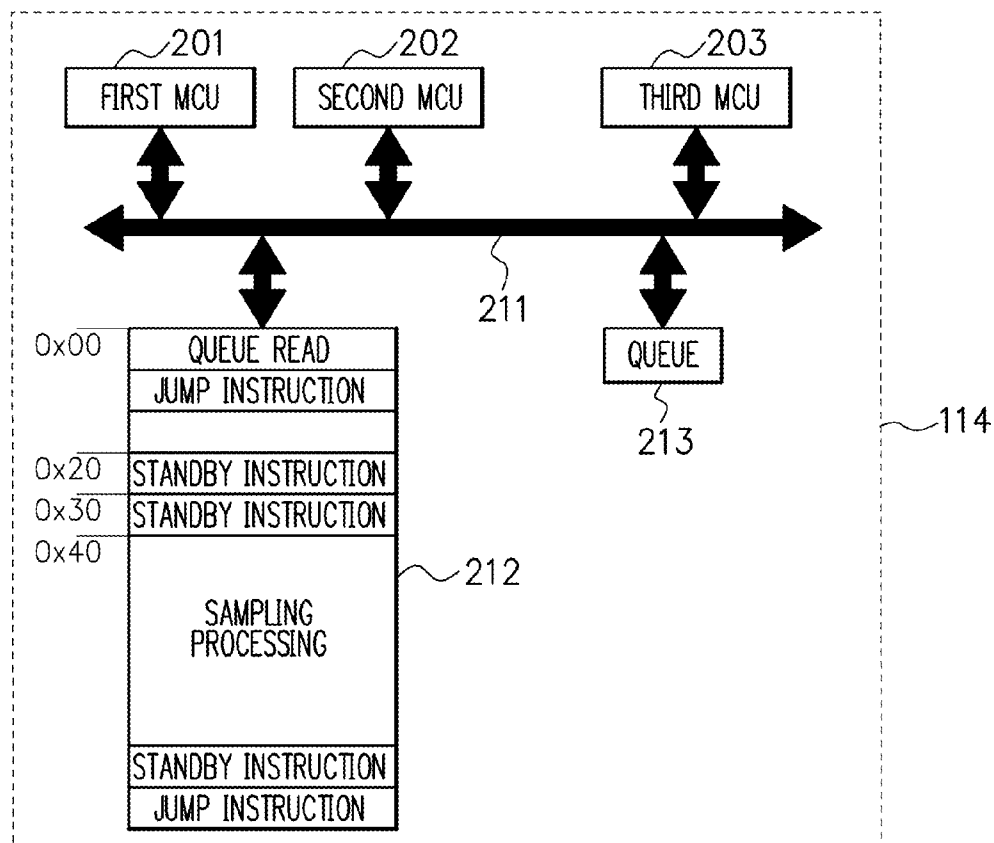 201
202
203
FIRST MCU
SECOND MCU
THIRD MCU
211
0x00
QUEUE READ
QUEUE
JUMP INSTRUCTION
213
114
0x20
STANDBY INSTRUCTION
0x30
STANDBY INSTRUCTION
0x40
212
SAMPLING
PROCESSING
STANDBY INSTRUCTION
JUMP INSTRUCTION